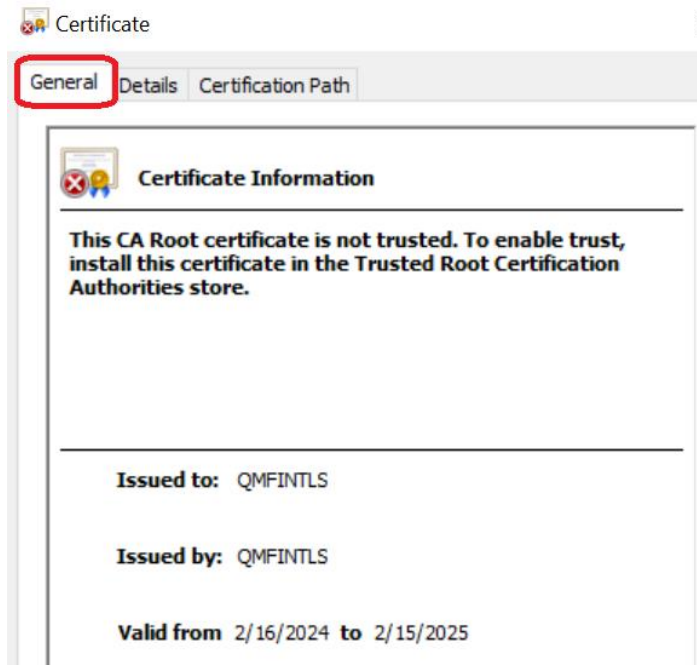 Certificate
General Details Certification Path
Certificate Information
This CA Root certificate is not trusted. To enable trust,
install this certificate in the Trusted Root Certification
Authorities store.
Issued to: QMFINTLS
Issued by: QMFINTLS
Valid from 2/16/2024 to 2/15/2025